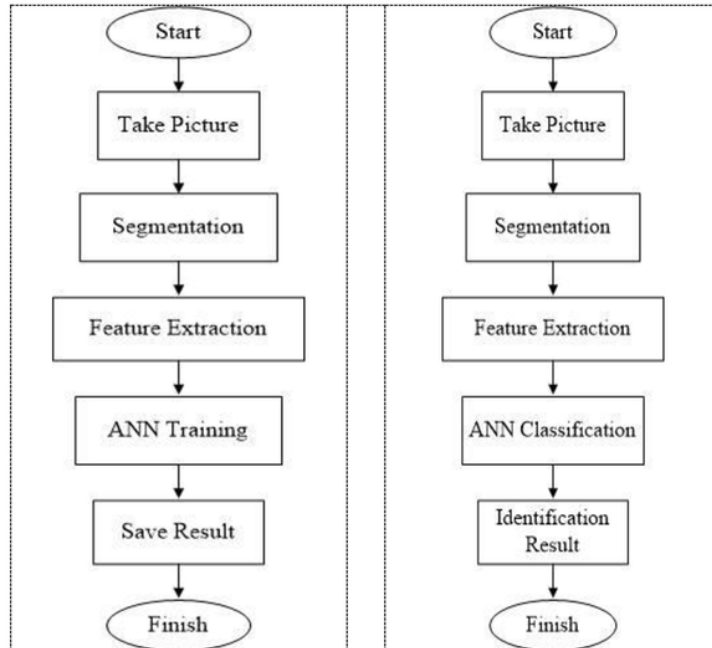 Start
Take Picture
Segmentation
Feature Extraction
ANN Training
Save Result
Finish
Start
Take Picture
Segmentation
Feature Extraction
ANN Classification
Identification
Result
Finish